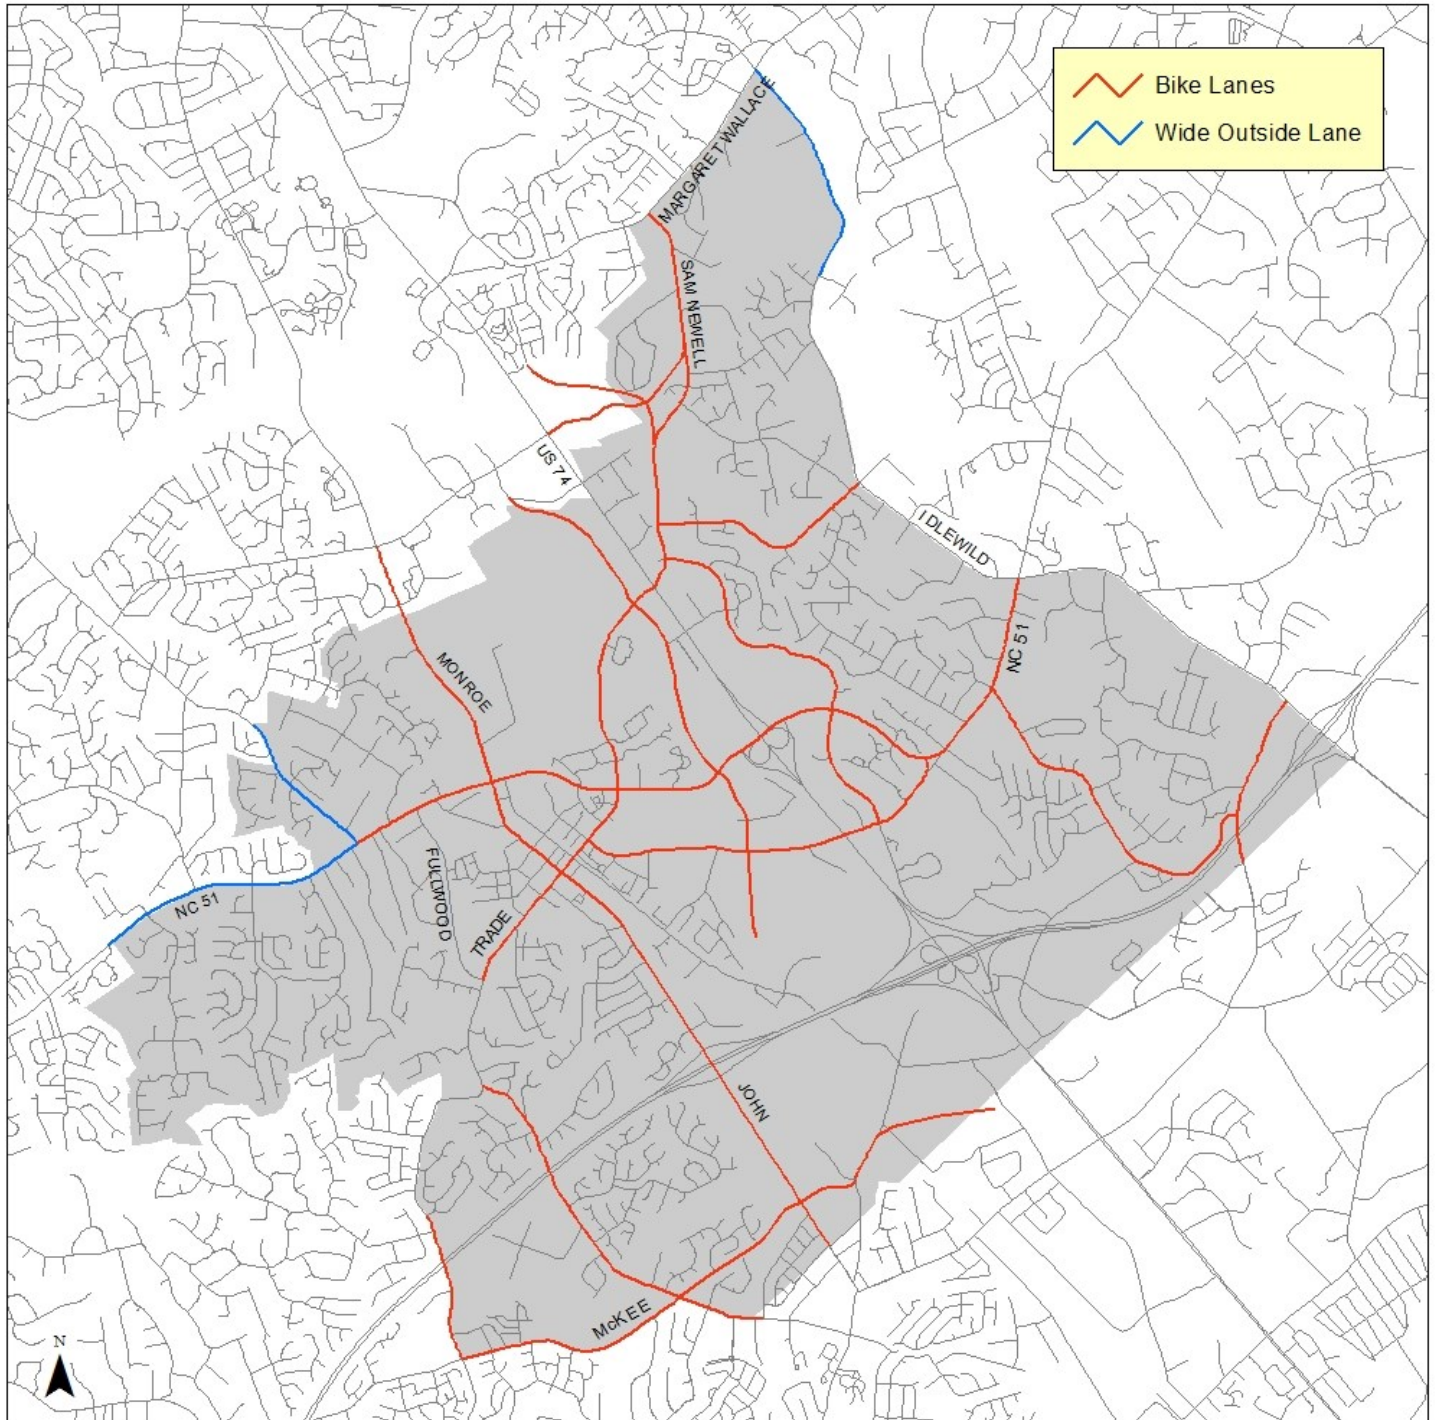 Bike Lanes
Wide Outside Lane
MARGARET WALLACE
SAM NEWELL
US 74
IDLEWILD
NC 51
MONROE
FULLWOOD
NC 51
TRADE
JOHN
McKEE
N